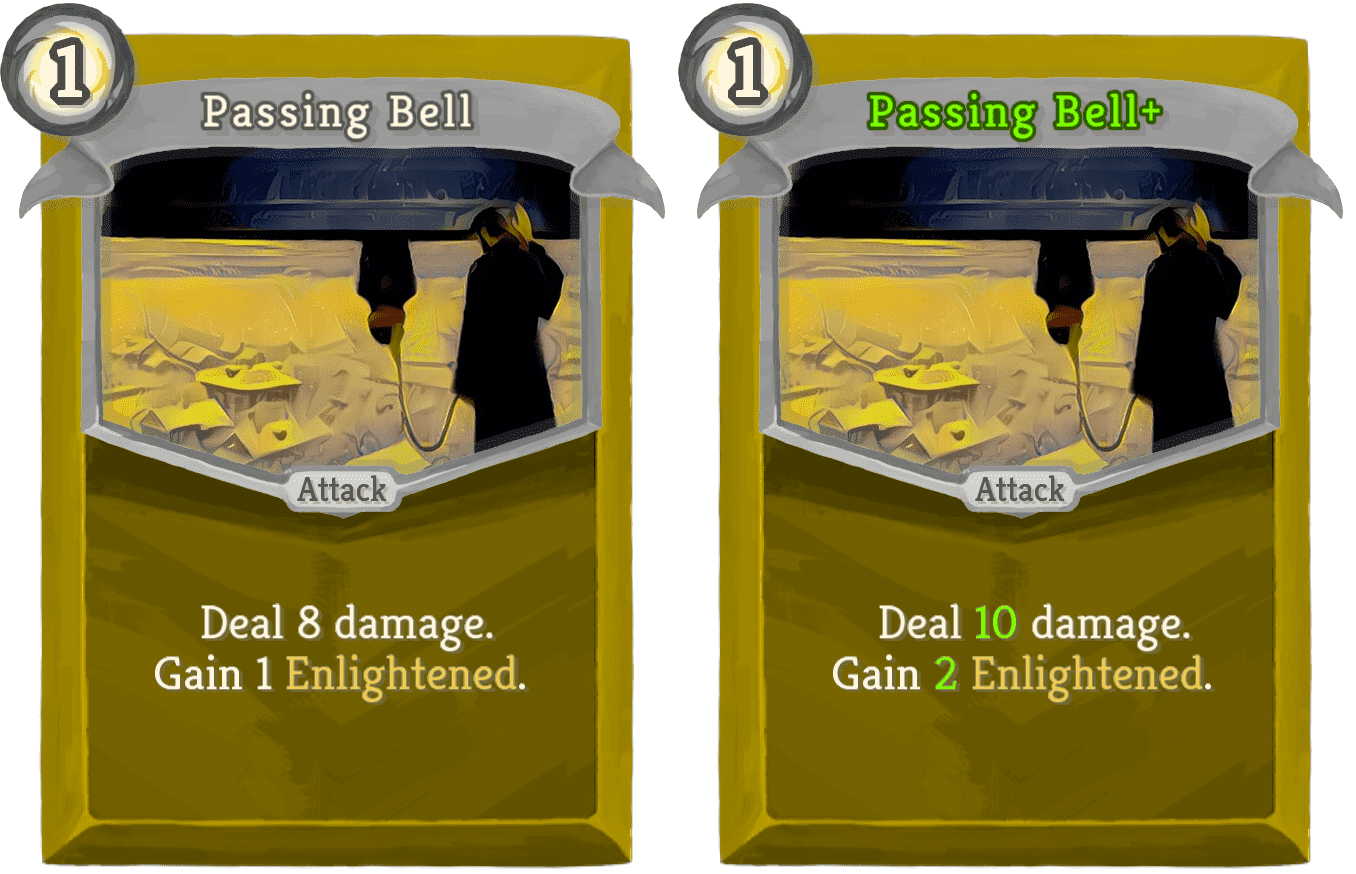 1
Passing Bell
Attack
Deal 8 damage.
Gain 1 Enlightened.
1
Passing Bell+
Attack
Deal 10 damage.
Gain 2 Enlightened.